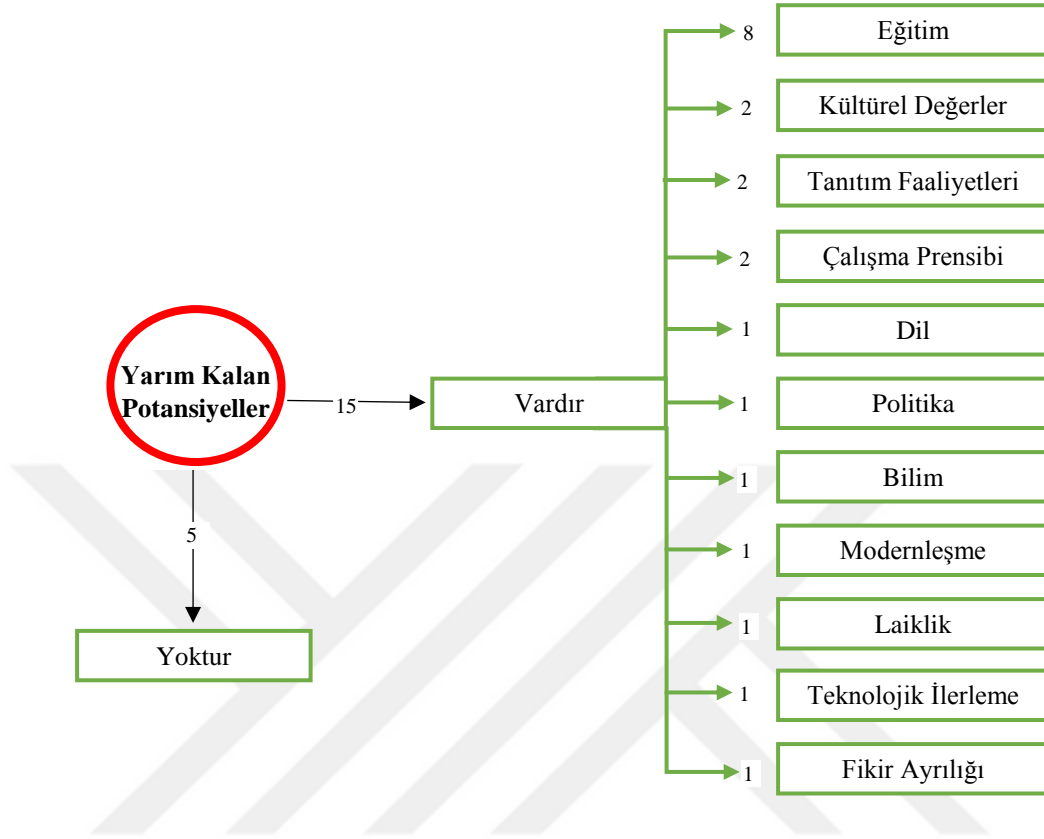 8
Eğitim
2
Kültürel Değerler
2
Tanıtım Faaliyetleri
2
Çalışma Prensibi
1
Dil
Yarım Kalan
Potansiyeller
15
Vardır
1
Politika
1
Bilim
5
1
Modernleşme
1
Laiklik
Yoktur
1
Teknolojik İlerleme
1
Fikir Ayrılığı